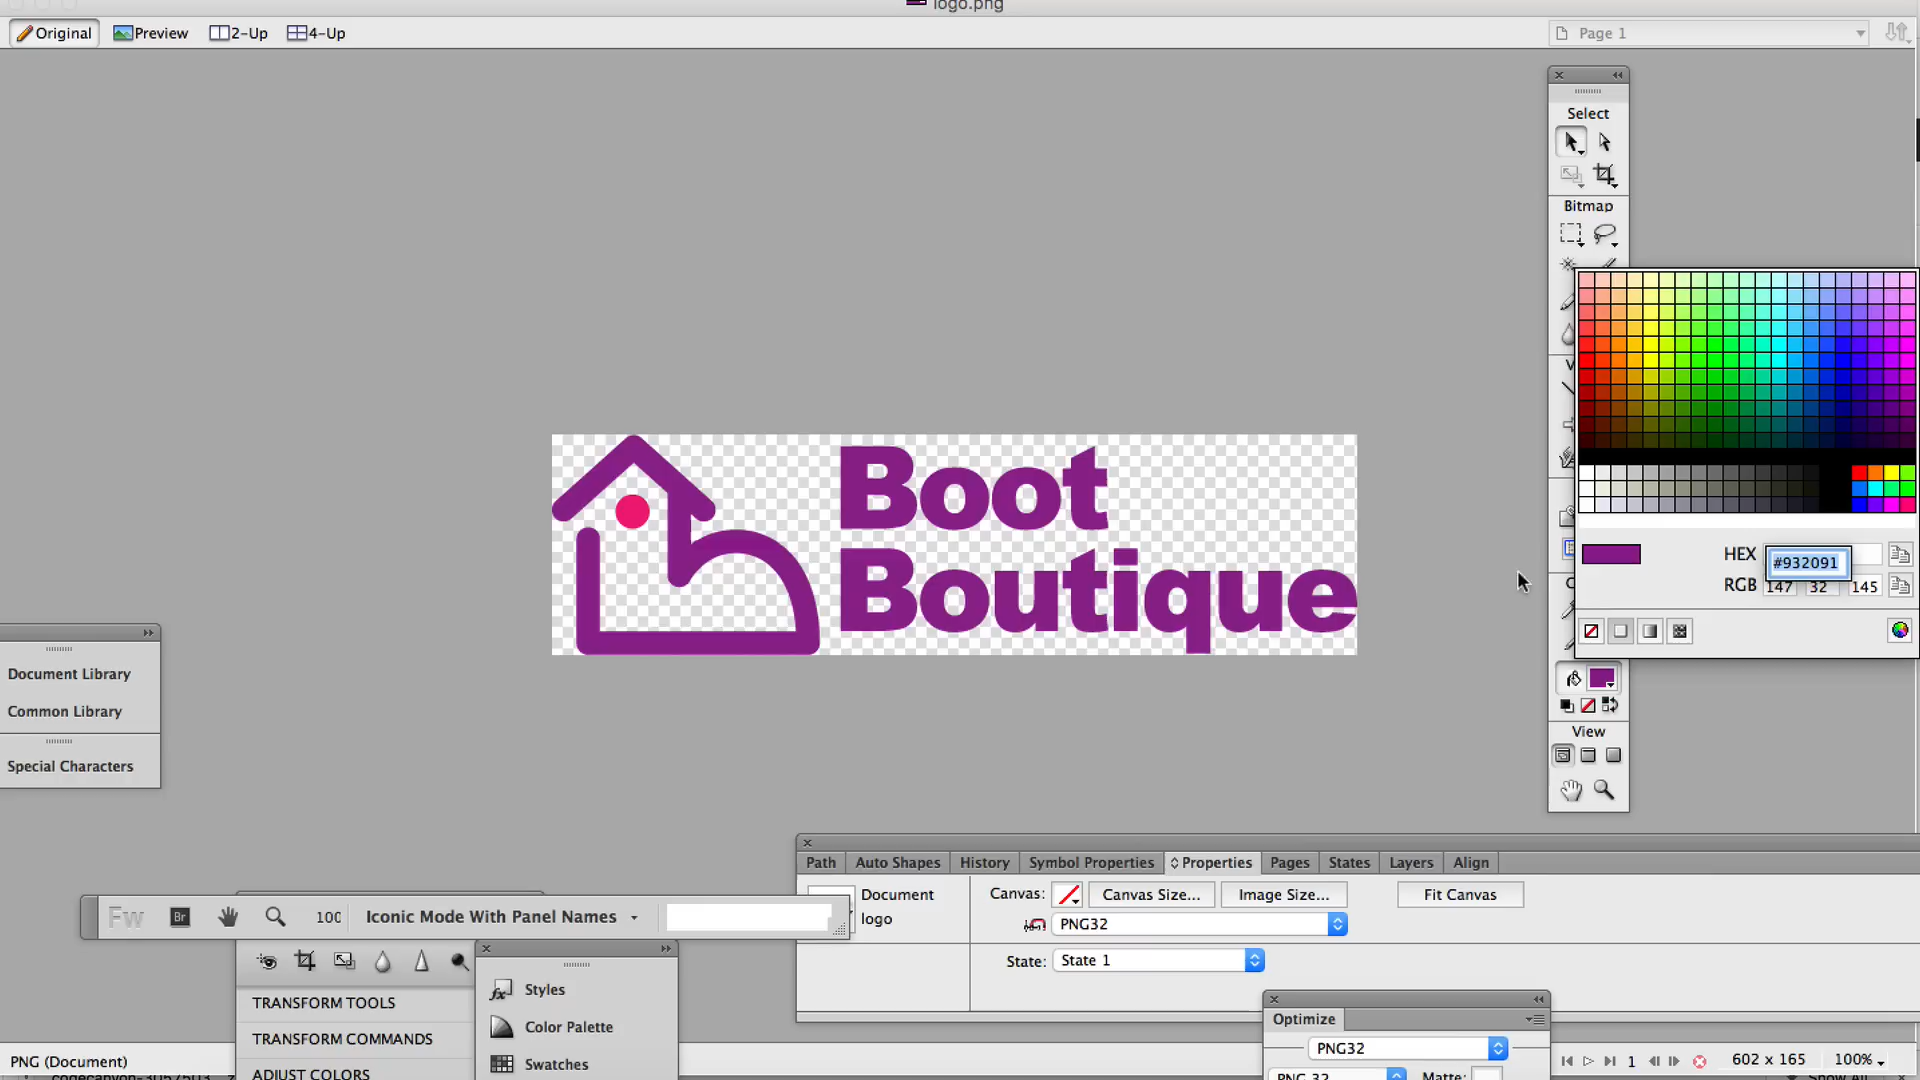 logo.png
Original Preview 2-Up 4-Up Page 1
Select
Bitmap
Boot
Boutique
HEX #932091
RGB 147 32 145
View
Document Library
Common Library
Special Characters
Path Auto Shapes History Symbol Properties Properties Pages States Layers Align
Document
logo
Canvas: Canvas Size... Image Size... Fit Canvas
PNG32
State: State 1
Fw Br 100 Iconic Mode With Panel Names
TRANSFORM TOOLS
TRANSFORM COMMANDS
ADJUST COLORS
Styles
Color Palette
Swatches
Optimize
PNG32
PNG 32 Matte:
PNG (Document)
1 602 x 165 100%
Show All